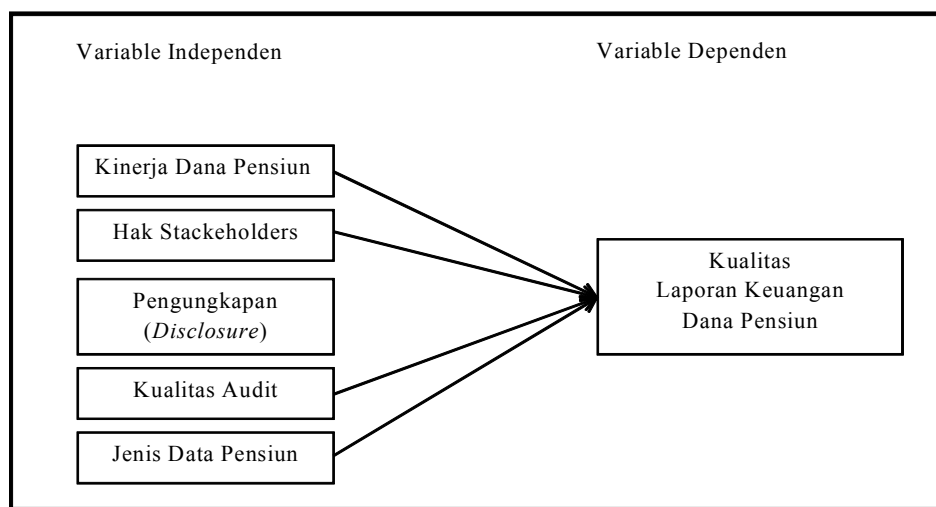 Variable Independen
Variable Dependen
Kinerja Dana Pensiun
Hak Stackeholders
Pengungkapan
(Disclosure)
Kualitas Audit
Jenis Data Pensiun
Kualitas
Laporan Keuangan
Dana Pensiun